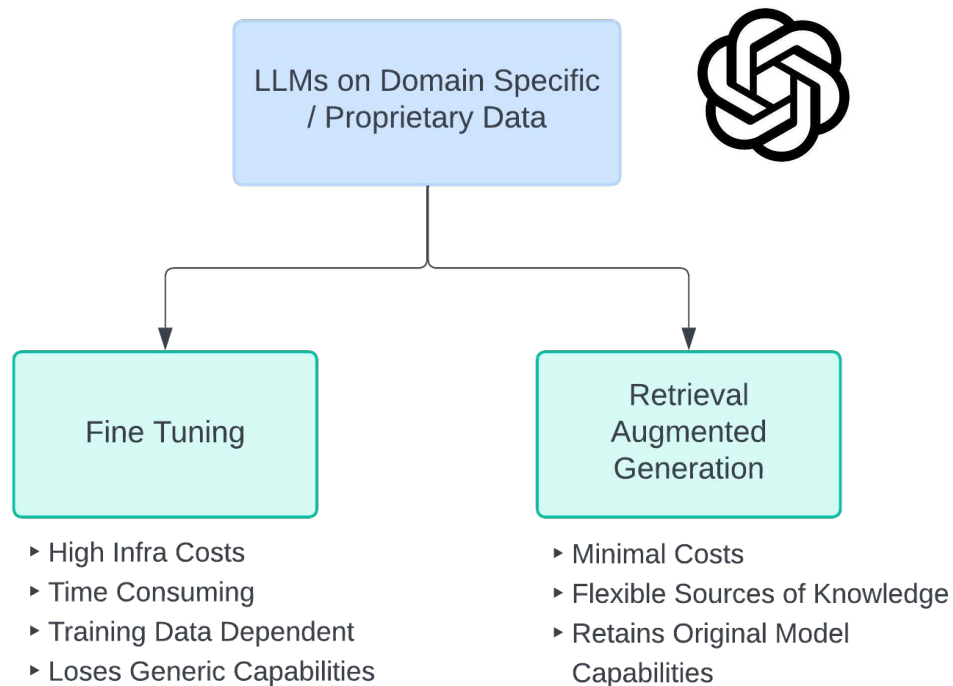 LLMs on Domain Specific
/ Proprietary Data
Fine Tuning
Retrieval
Augmented
Generation
‣ High Infra Costs
‣ Time Consuming
‣ Training Data Dependent
‣ Loses Generic Capabilities
‣ Minimal Costs
‣ Flexible Sources of Knowledge
‣ Retains Original Model
Capabilities